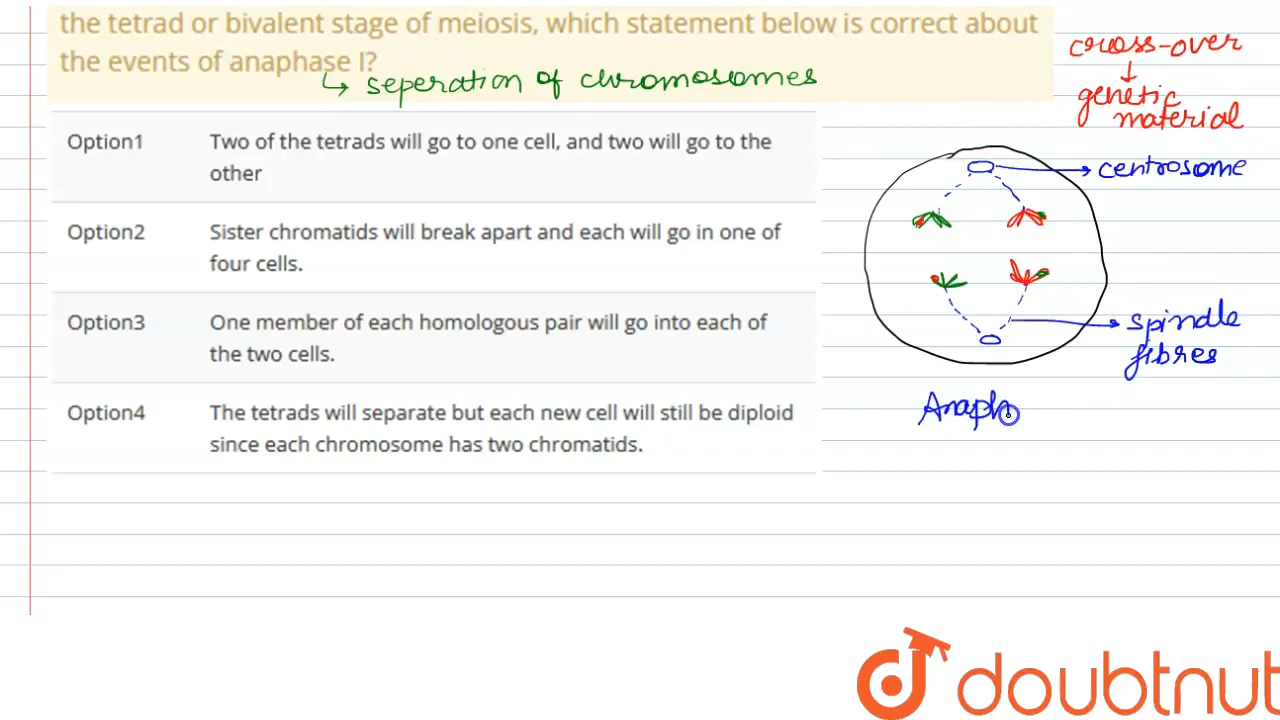 the tetrad or bivalent stage of meiosis, which statement below is correct about
the events of anaphase I?
↳ seperation of chromosomes
cross-over
↓
genetic
material
Option1 Two of the tetrads will go to one cell, and two will go to the
other
Option2 Sister chromatids will break apart and each will go in one of
four cells.
Option3 One member of each homologous pair will go into each of
the two cells.
Option4 The tetrads will separate but each new cell will still be diploid
since each chromosome has two chromatids.
centrosome
spindle
fibres
Anaph
doubtnut